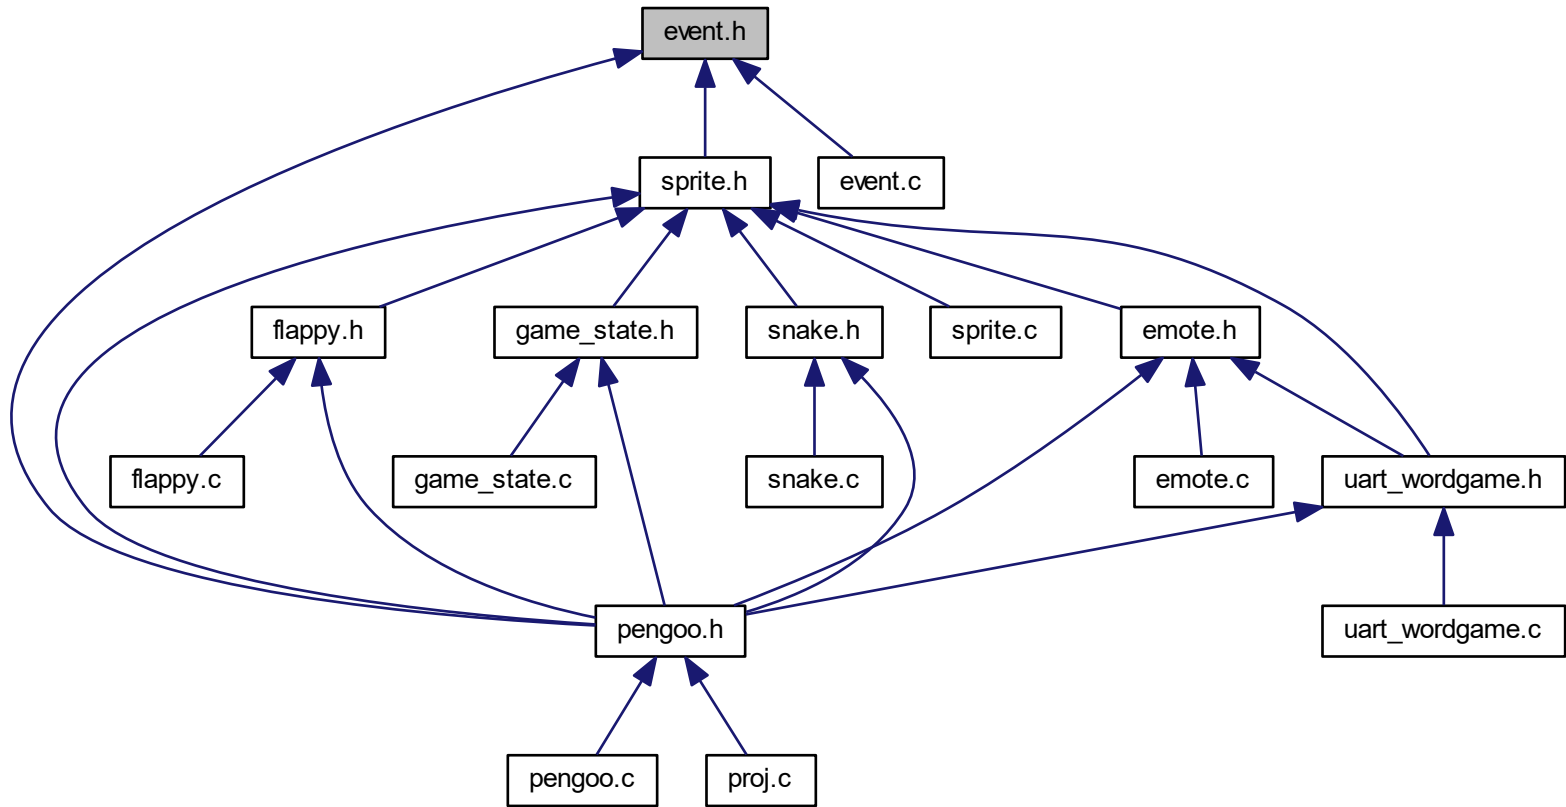 event.h
sprite.h
event.c
flappy.h
game_state.h
snake.h
sprite.c
emote.h
flappy.c
game_state.c
snake.c
emote.c
uart_wordgame.h
pengoo.h
uart_wordgame.c
pengoo.c
proj.c